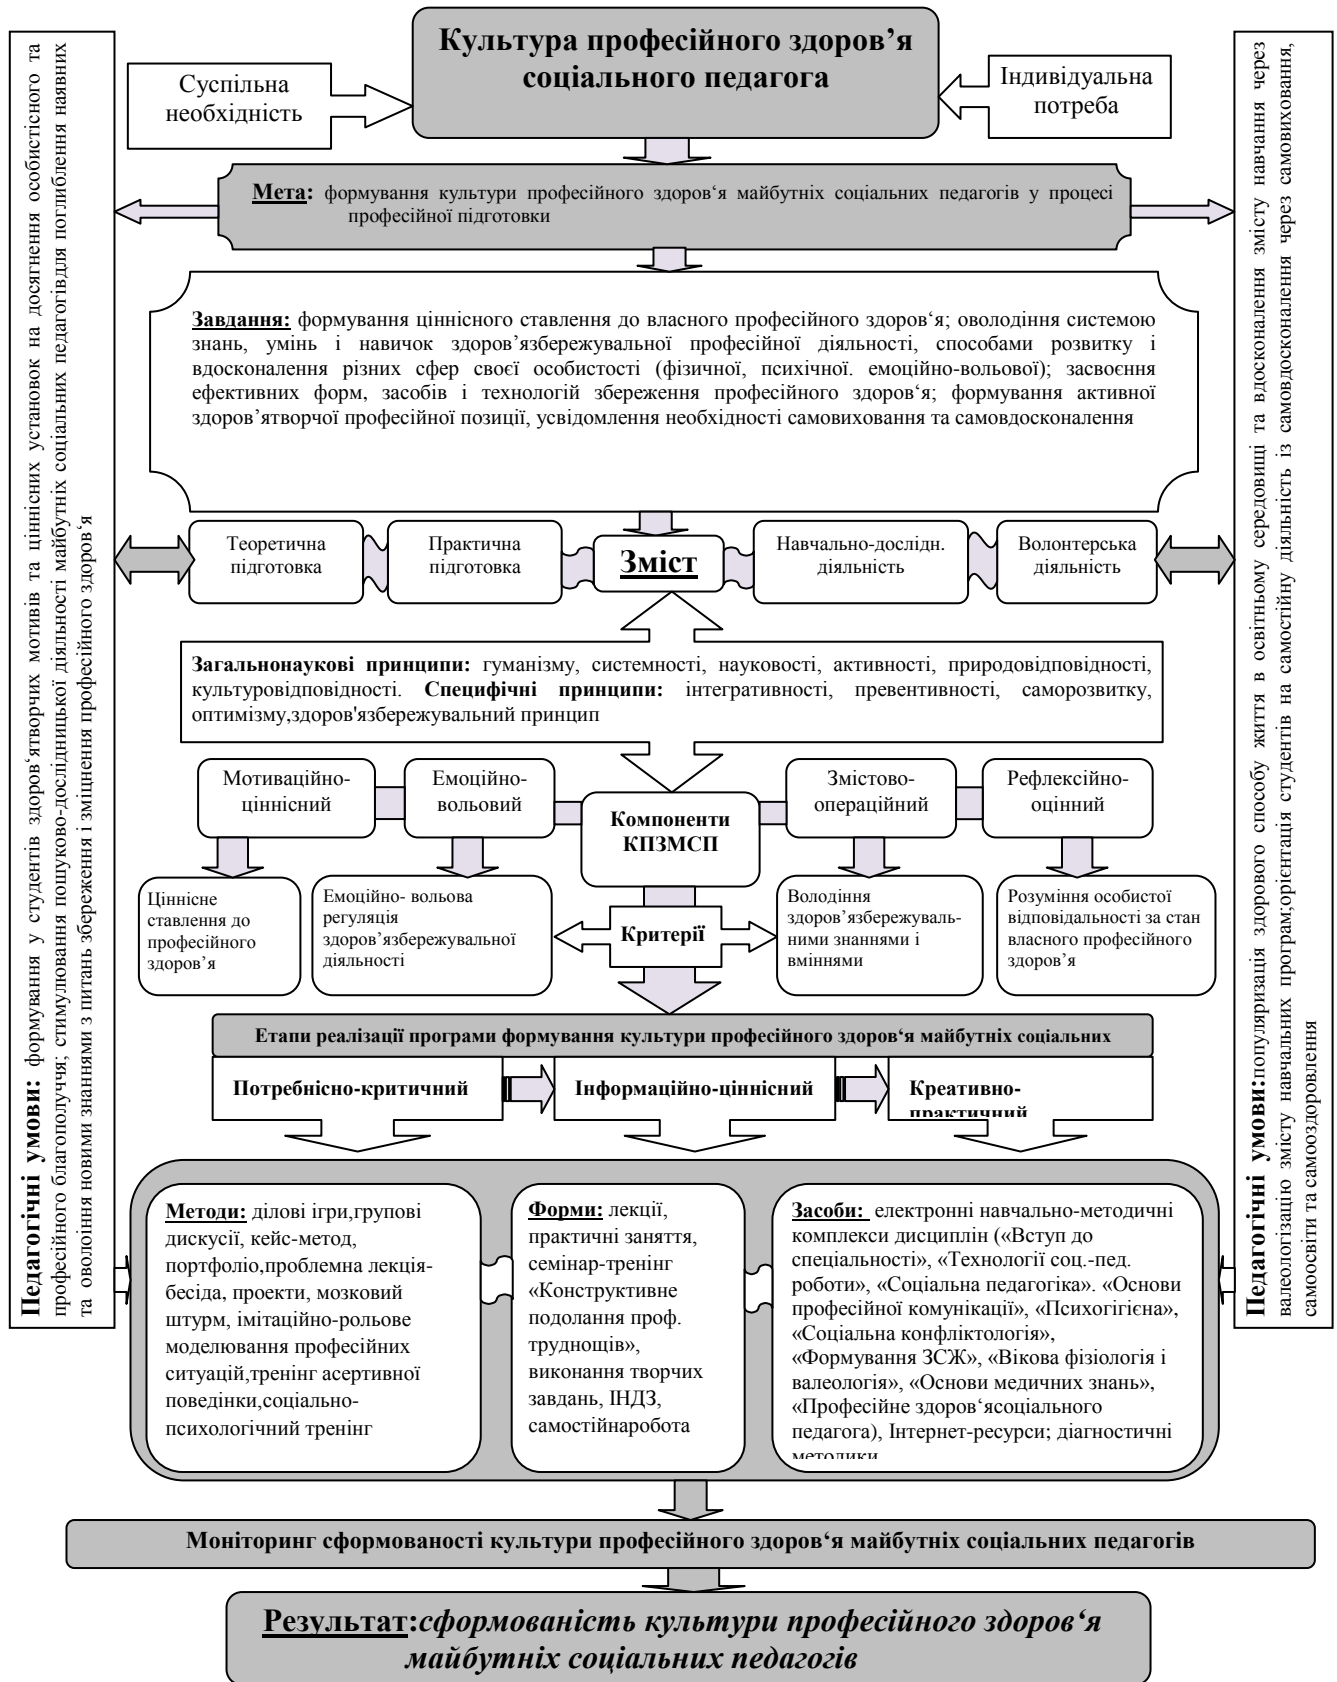 Культура професійного здоров’я
соціального педагога
Суспільна
необхідність
Індивідуальна
потреба
Педагогічні умови: формування у студентів здоров‘ятворчих мотивів та ціннісних установок на досягнення особистісного та
професійного благополуччя; стимулювання пошуково-дослідницької діяльності майбутніх соціальних педагогівдля поглиблення наявних
та оволодіння новими знаннями з питань збереження і зміцнення професійного здоров‘я
Мета: формування культури професійного здоров‘я майбутніх соціальних педагогів у процесі
професійної підготовки
Завдання: формування ціннісного ставлення до власного професійного здоров‘я; оволодіння системою
знань, умінь і навичок здоров’язбережувальної професійної діяльності, способами розвитку і
вдосконалення різних сфер своєї особистості (фізичної, психічної. емоційно-вольової); засвоєння
ефективних форм, засобів і технологій збереження професійного здоров‘я; формування активної
здоров’ятворчої професійної позиції, усвідомлення необхідності самовиховання та самовдосконалення
Теоретична
підготовка
Практична
підготовка
Зміст
Навчально-дослідн.
діяльність
Волонтерська
діяльність
Загальнонаукові принципи: гуманізму, системності, науковості, активності, природовідповідності,
культуровідповідності. Специфічні принципи: інтегративності, превентивності, саморозвитку,
оптимізму,здоров'язбережувальний принцип
Мотиваційно-
ціннісний
Емоційно-
вольовий
Компоненти
КПЗМСП
Змістово-
операційний
Рефлексійно-
оцінний
Ціннісне
ставлення до
професійного
здоров’я
Емоційно- вольова
регуляція
здоров’язбережувальної
діяльності
Критерії
Володіння
здоров’язбережуваль-
ними знаннями і
вміннями
Розуміння особистої
відповідальності за стан
власного професійного
здоров’я
Етапи реалізації програми формування культури професійного здоров‘я майбутніх соціальних
Потребнісно-критичний
Інформаційно-ціннісний
Креативно-
практичний
Методи: ділові ігри,групові
дискусії, кейс-метод,
портфоліо,проблемна лекція-
бесіда, проекти, мозковий
штурм, імітаційно-рольове
моделювання професійних
ситуацій,тренінг асертивної
поведінки,соціально-
психологічний тренінг
Форми: лекції,
практичні заняття,
семінар-тренінг
«Конструктивне
подолання проф.
труднощів»,
виконання творчих
завдань, ІНДЗ,
самостійнаробота
Засоби: електронні навчально-методичні
комплекси дисциплін («Вступ до
спеціальності», «Технології соц.-пед.
роботи», «Соціальна педагогіка». «Основи
професійної комунікації», «Психогігієна»,
«Соціальна конфліктологія»,
«Формування ЗСЖ», «Вікова фізіологія і
валеологія», «Основи медичних знань»,
«Професійне здоров‘ясоціального
педагога), Інтернет-ресурси; діагностичні
методики
Педагогічні умови:популяризація здорового способу життя в освітньому середовищі та вдосконалення змісту навчання через
валеологізацію змісту навчальних програм;орієнтація студентів на самостійну діяльність із самовдосконалення через самовиховання,
самоосвіти та самооздоровлення
Моніторинг сформованості культури професійного здоров‘я майбутніх соціальних педагогів
Результат:сформованість культури професійного здоров‘я
майбутніх соціальних педагогів